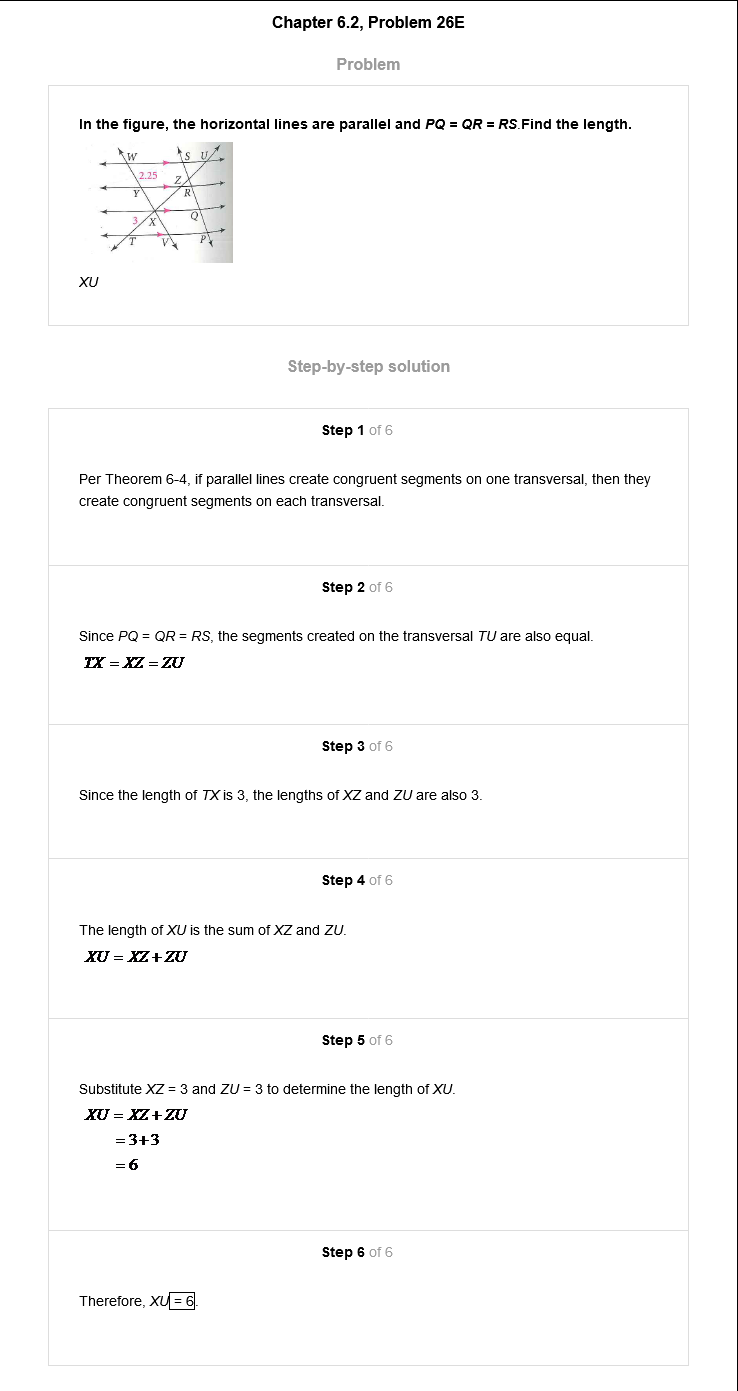 Chapter 6.2, Problem 26E
Problem
In the figure, the horizontal lines are parallel and PQ = QR = RS.Find the length.
W S U
2.25 Z
Y R
3 X Q
T V P
XU
Step-by-step solution
Step 1 of 6
Per Theorem 6-4, if parallel lines create congruent segments on one transversal, then they
create congruent segments on each transversal.
Step 2 of 6
Since PQ = QR = RS, the segments created on the transversal TU are also equal.
TX = XZ = ZU
Step 3 of 6
Since the length of TX is 3, the lengths of XZ and ZU are also 3.
Step 4 of 6
The length of XU is the sum of XZ and ZU.
XU = XZ + ZU
Step 5 of 6
Substitute XZ = 3 and ZU = 3 to determine the length of XU.
XU = XZ + ZU
= 3+3
= 6
Step 6 of 6
Therefore, XU = 6.